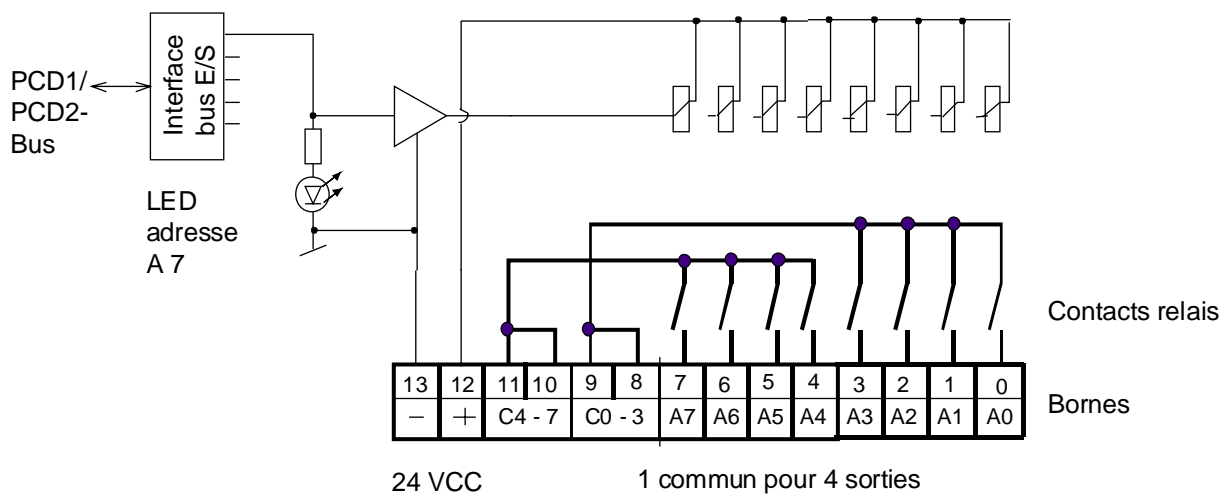 PCD1/
PCD2-
Bus
Interface
bus E/S
LED
adresse
A 7
Contacts relais
13 12 11 10 9 8 7 6 5 4 3 2 1 0
− + C4 - 7 C0 - 3 A7 A6 A5 A4 A3 A2 A1 A0
Bornes
24 VCC
1 commun pour 4 sorties